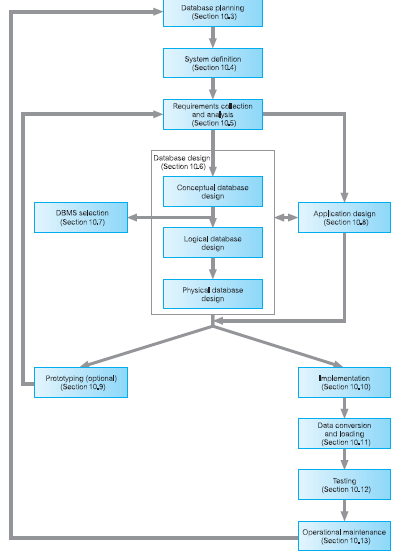 Database planning
(Section 10.3)
System definition
(Section 10.4)
Requirements collection
and analysis
(Section 10.5)
Database design
(Section 10.6)
Conceptual database
design
DBMS selection
(Section 10.7)
Application design
(Section 10.8)
Logical database
design
Physical database
design
Prototyping (optional)
(Section 10.9)
Implementation
(Section 10.10)
Data conversion
and loading
(Section 10.11)
Testing
(Section 10.12)
Operational maintenance
(Section 10.13)